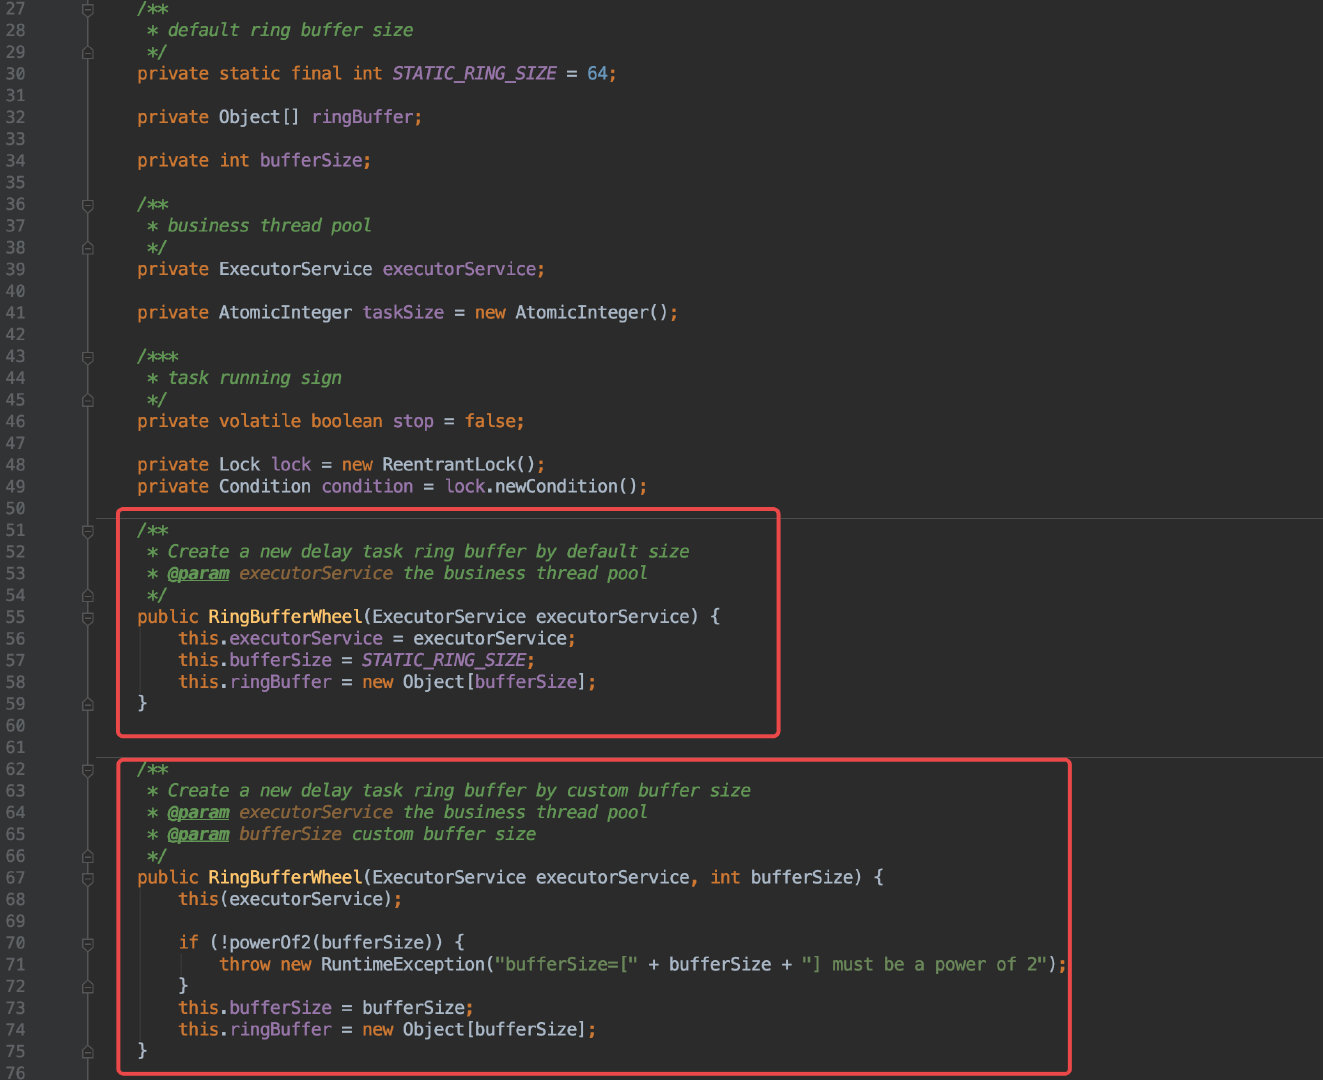 27 /**
28 * default ring buffer size
29 */
30 private static final int STATIC_RING_SIZE = 64;
31
32 private Object[] ringBuffer;
33
34 private int bufferSize;
35
36 /**
37 * business thread pool
38 */
39 private ExecutorService executorService;
40
41 private AtomicInteger taskSize = new AtomicInteger();
42
43 /***
44 * task running sign
45 */
46 private volatile boolean stop = false;
47
48 private Lock lock = new ReentrantLock();
49 private Condition condition = lock.newCondition();
50
51 /**
52 * Create a new delay task ring buffer by default size
53 * @param executorService the business thread pool
54 */
55 public RingBufferWheel(ExecutorService executorService) {
56 this.executorService = executorService;
57 this.bufferSize = STATIC_RING_SIZE;
58 this.ringBuffer = new Object[bufferSize];
59 }
60
61
62 /**
63 * Create a new delay task ring buffer by custom buffer size
64 * @param executorService the business thread pool
65 * @param bufferSize custom buffer size
66 */
67 public RingBufferWheel(ExecutorService executorService, int bufferSize) {
68 this(executorService);
69
70 if (!powerOf2(bufferSize)) {
71 throw new RuntimeException("bufferSize=[" + bufferSize + "] must be a power of 2");
72 }
73 this.bufferSize = bufferSize;
74 this.ringBuffer = new Object[bufferSize];
75 }
76